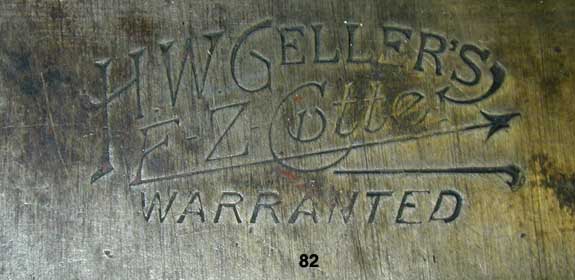 H.W. GELLER'S
E-Z- Cutter
WARRANTED
82